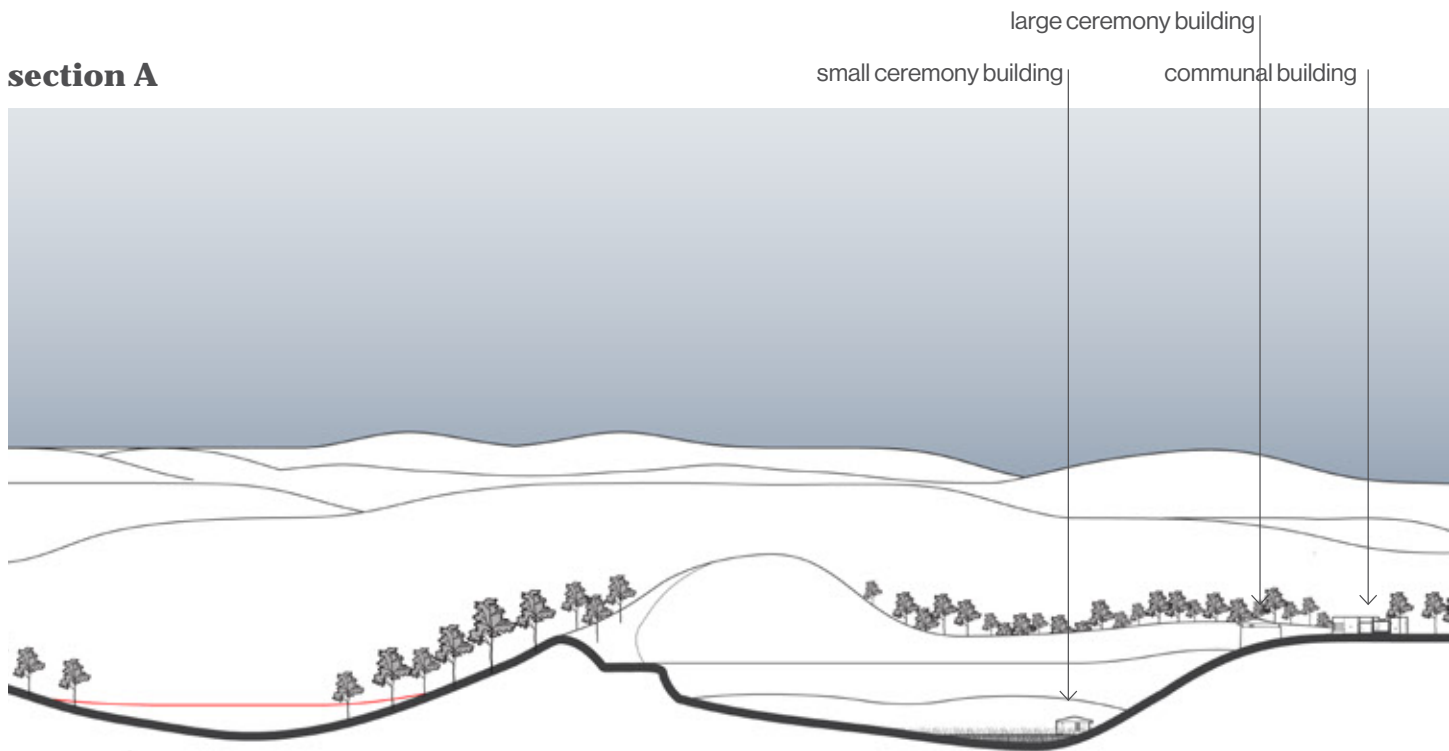 large ceremony building
section A
small ceremony building
communal building